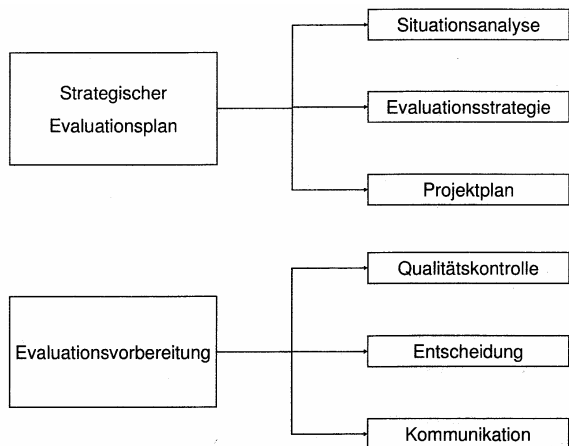 Strategischer
Evaluationsplan
Situationsanalyse
Evaluationsstrategie
Projektplan
Evaluationsvorbereitung
Qualitätskontrolle
Entscheidung
Kommunikation